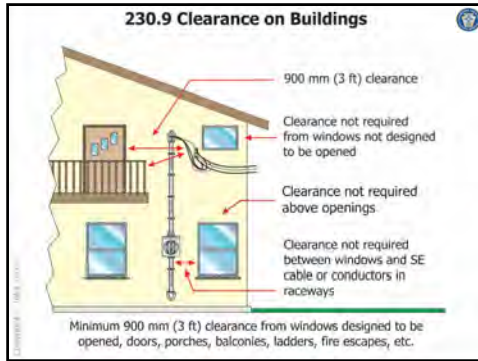 230.9 Clearance on Buildings
900 mm (3 ft) clearance
Clearance not required
from windows not designed
to be opened
Clearance not required
above openings
Clearance not required
between windows and SE
cable or conductors in
raceways
Minimum 900 mm (3 ft) clearance from windows designed to be
opened, doors, porches, balconies, ladders, fire escapes, etc.